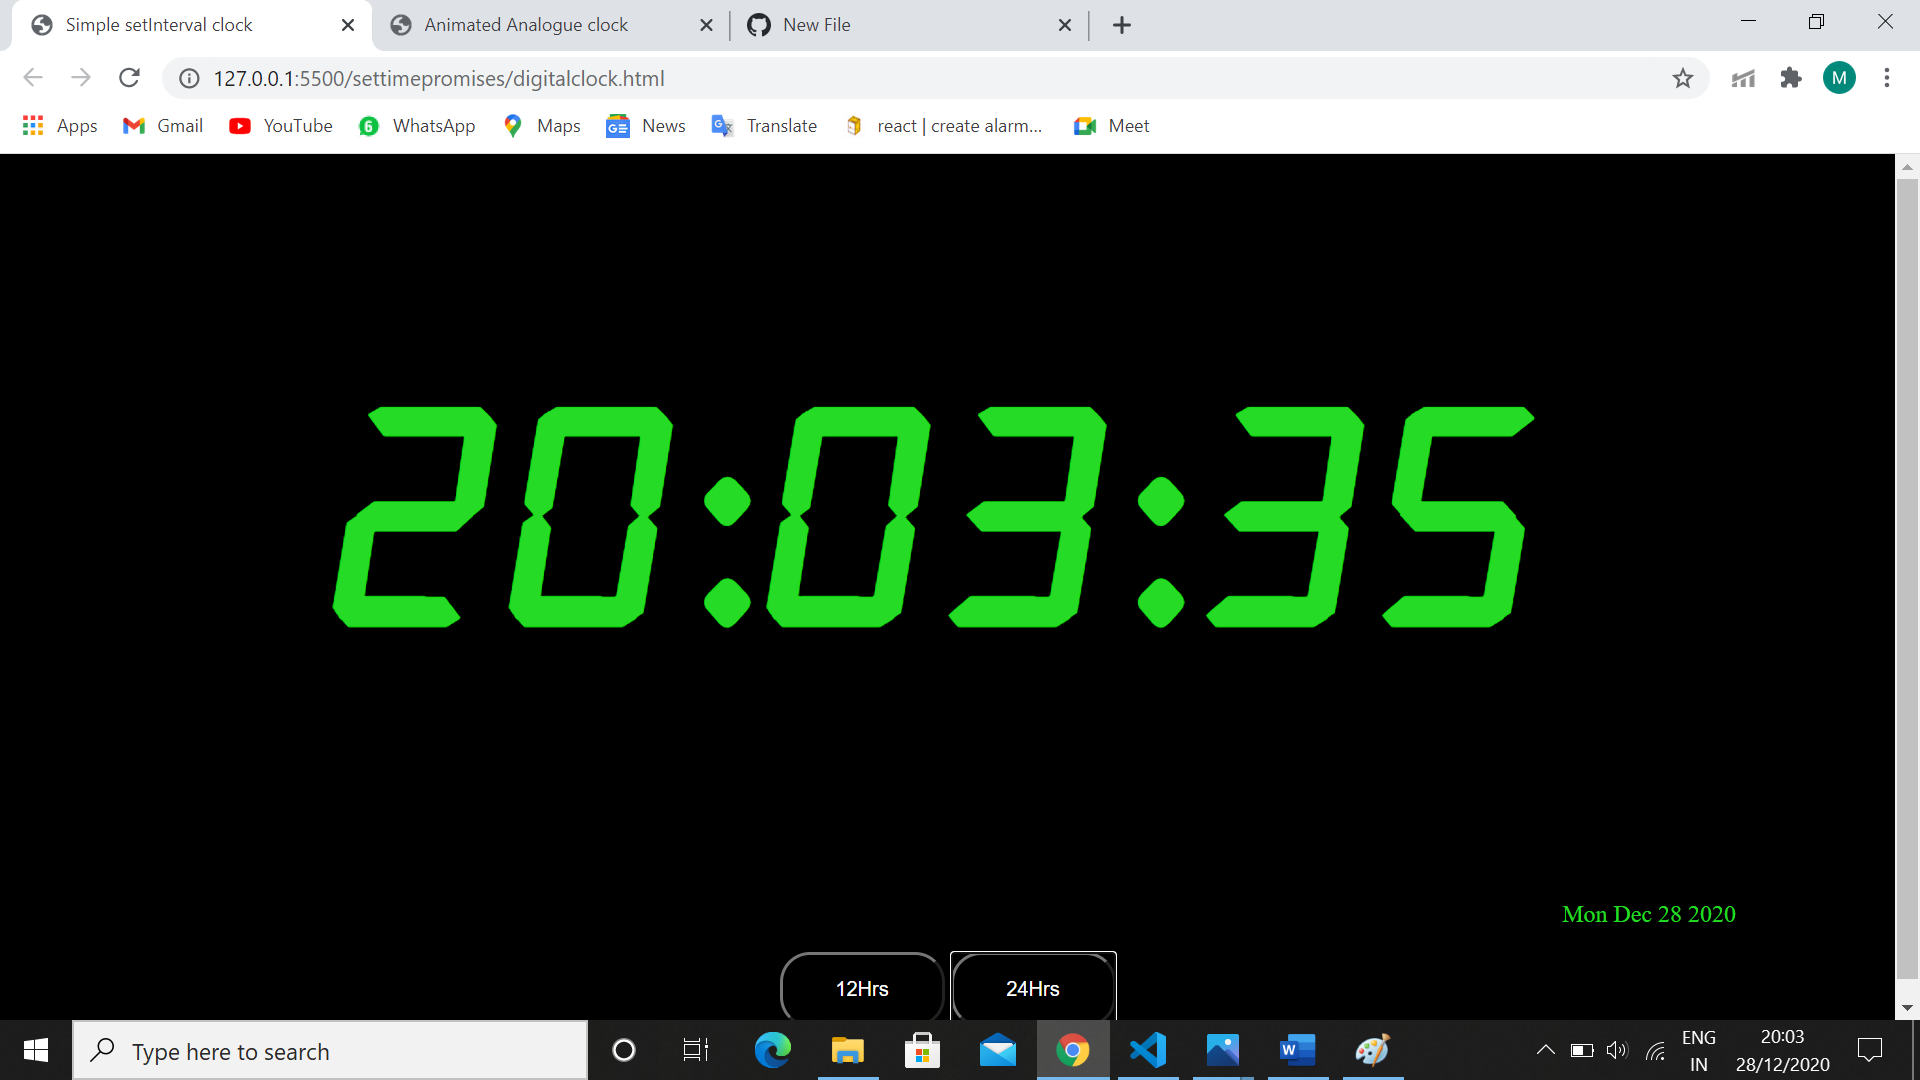 Simple setInterval clock
Animated Analogue clock
New File
127.0.0.1:5500/settimepromises/digitalclock.html
M
Apps
Gmail
YouTube
6
WhatsApp
Maps
News
Translate
react | create alarm...
Meet
20:03:35
Mon Dec 28 2020
12Hrs
24Hrs
Type here to search
ENG
IN
20:03
28/12/2020